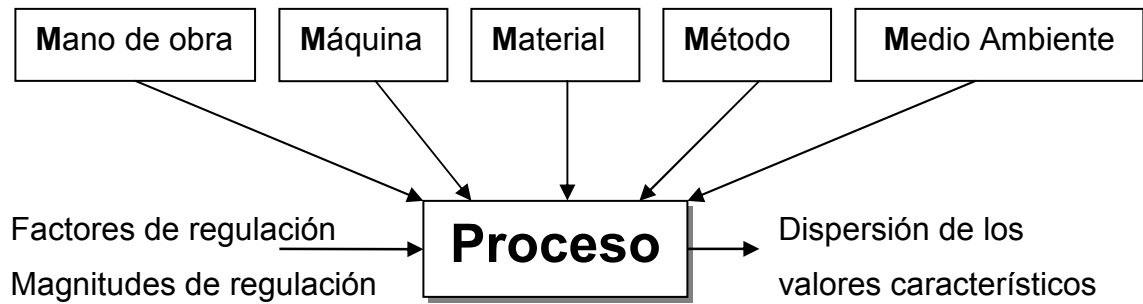 Mano de obra
Máquina
Material
Método
Medio Ambiente
Factores de regulación
Magnitudes de regulación
Proceso
Dispersión de los
valores característicos